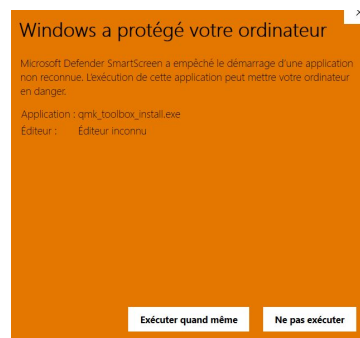 Windows a protégé votre ordinateur
Microsoft Defender SmartScreen a empêché le démarrage d'une application
non reconnue. L'exécution de cette application peut mettre votre ordinateur
en danger.
Application : qmk_toolbox_install.exe
Éditeur : Éditeur inconnu
Exécuter quand même Ne pas exécuter